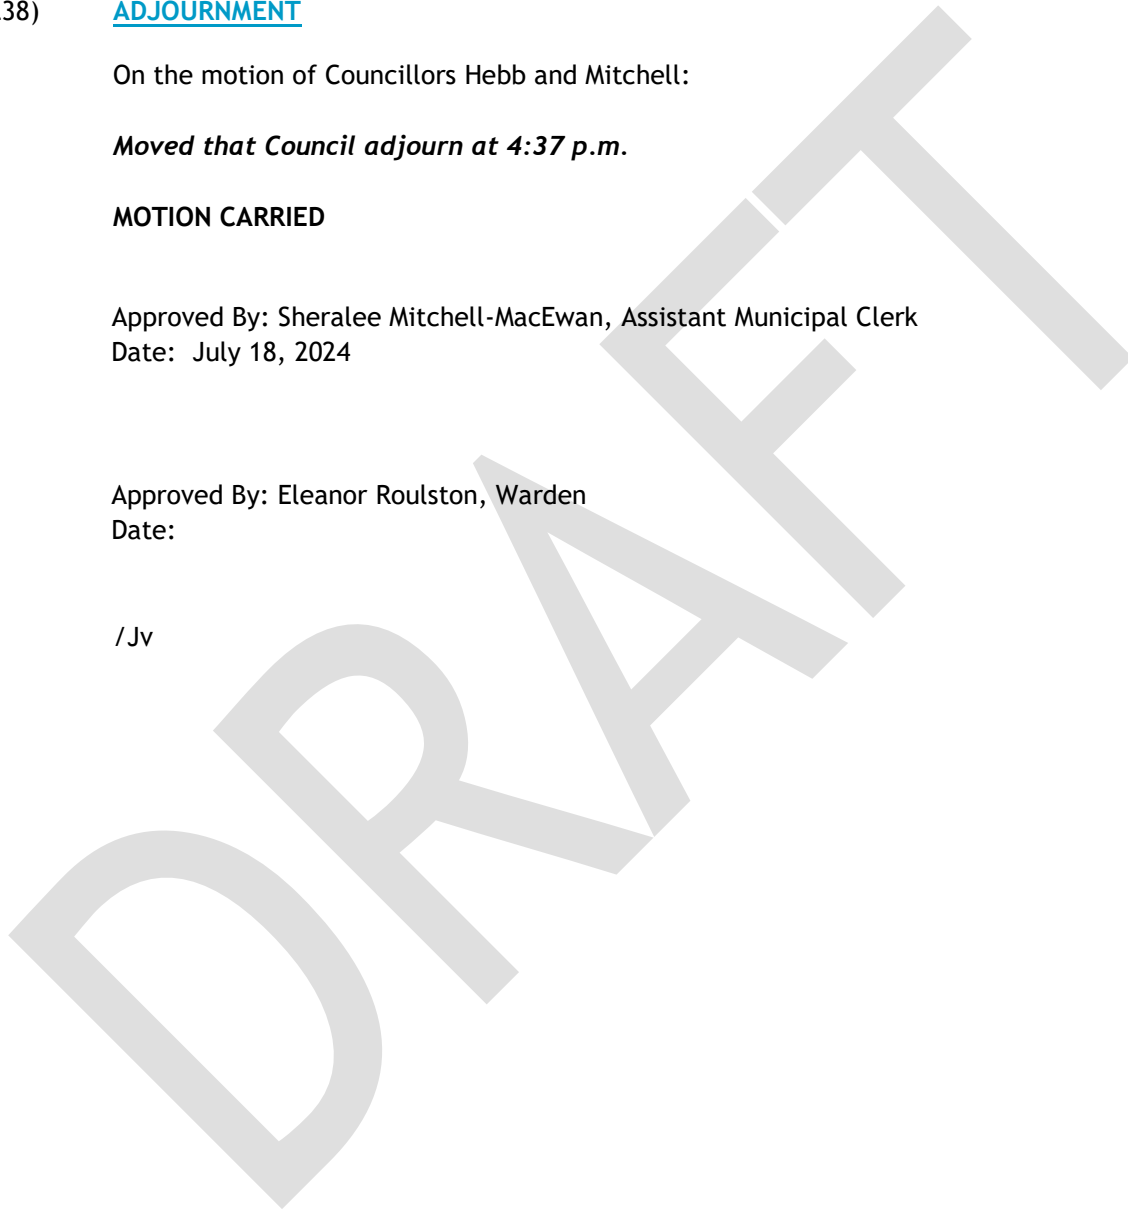 38) ADJOURNMENT
On the motion of Councillors Hebb and Mitchell:
Moved that Council adjourn at 4:37 p.m.
MOTION CARRIED
Approved By: Sheralee Mitchell-MacEwan, Assistant Municipal Clerk
Date: July 18, 2024
Approved By: Eleanor Roulston, Warden
Date:
/Jv
DRAFT